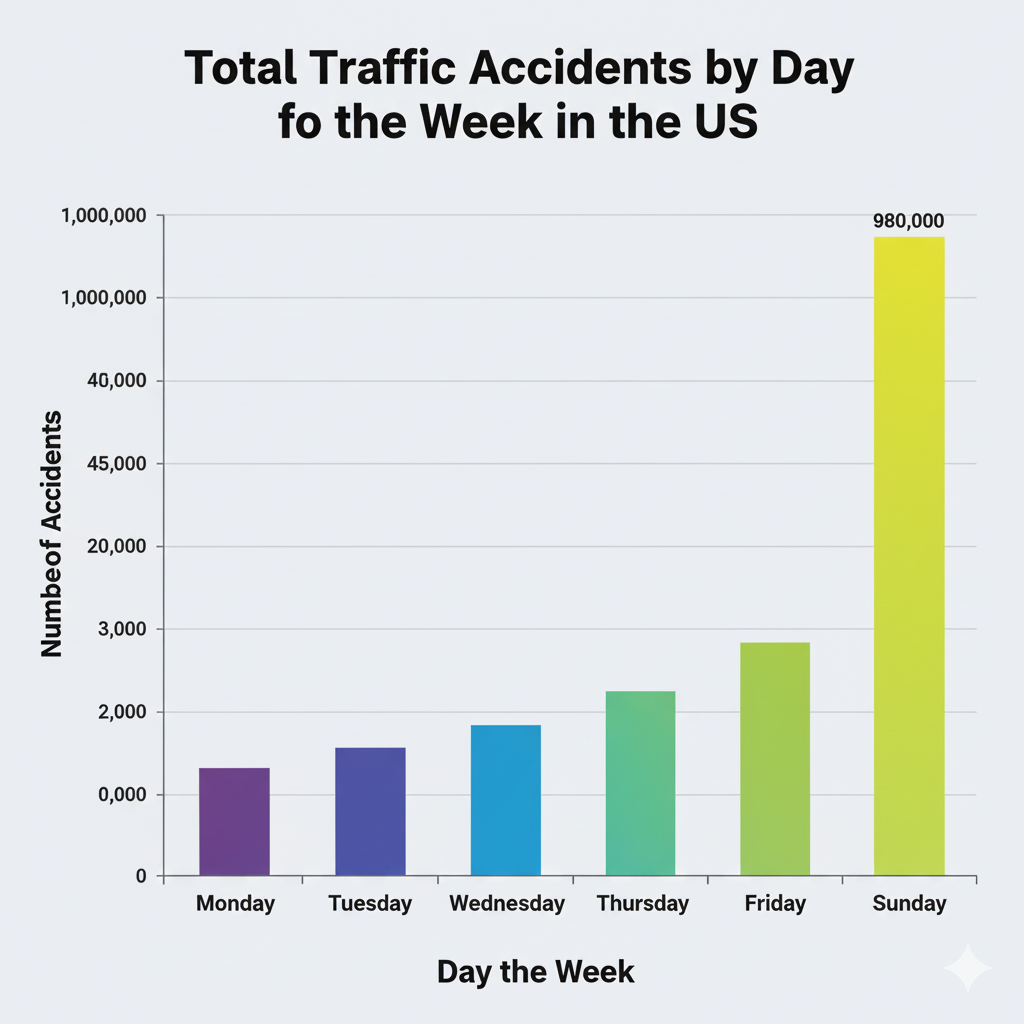 Total Traffic Accidents by Day
fo the Week in the US
980,000
1,000,000
1,000,000
40,000
45,000
20,000
3,000
2,000
0,000
0
Numbeof Accidents
Monday Tuesday Wednesday Thursday Friday Sunday
Day the Week